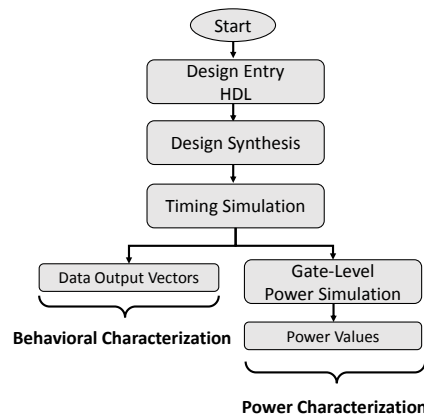 Start
Design Entry
HDL
Design Synthesis
Timing Simulation
Data Output Vectors
Gate-Level
Power Simulation
Behavioral Characterization
Power Values
Power Characterization